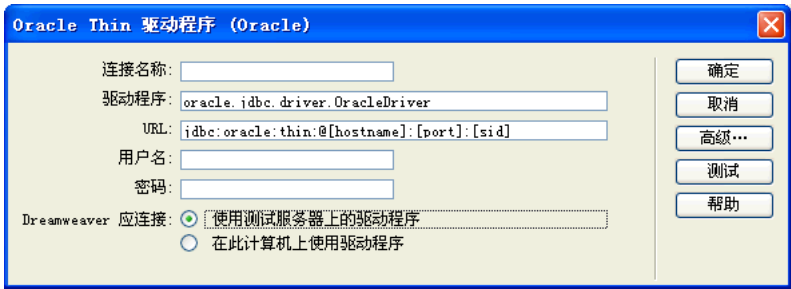 Oracle Thin 驱动程序 (Oracle)
连接名称:
驱动程序: oracle.jdbc.driver.OracleDriver
URL: jdbc:oracle:thin:@[hostname]:[port]:[sid]
用户名:
密码:
Dreamweaver 应连接: 使用测试服务器上的驱动程序
在此计算机上使用驱动程序
确定
取消
高级…
测试
帮助